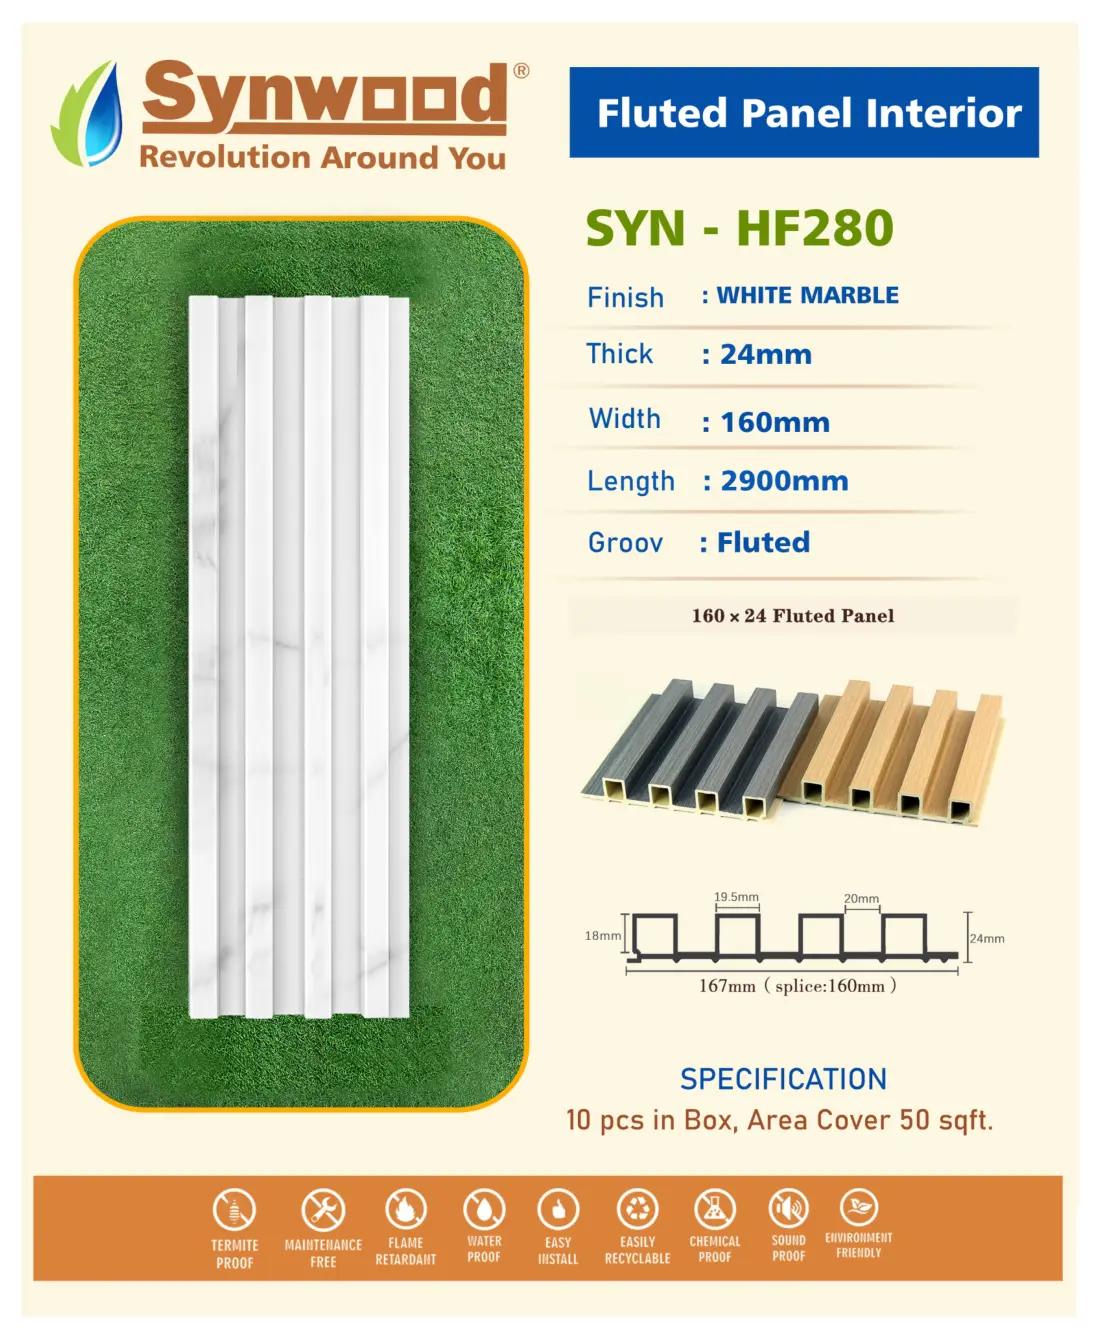 Synwood®
Revolution Around You
Fluted Panel Interior
SYN - HF280
Finish : WHITE MARBLE
Thick : 24mm
Width : 160mm
Length : 2900mm
Groov : Fluted
160 × 24 Fluted Panel
19.5mm
20mm
18mm
24mm
167mm ( splice:160mm )
SPECIFICATION
10 pcs in Box, Area Cover 50 sqft.
TERMITE
PROOF
MAINTENANCE
FREE
FLAME
RETARDANT
WATER
PROOF
EASY
INSTALL
EASILY
RECYCLABLE
CHEMICAL
PROOF
SOUND
PROOF
ENVIRONMENT
FRIENDLY